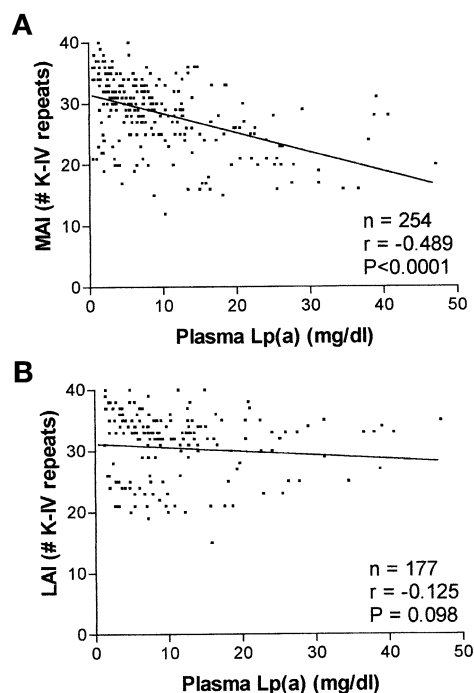 A
40
30
20
10
0
MAI (# K-IV repeats)
n = 254
r = -0.489
P<0.0001
0 10 20 30 40 50
Plasma Lp(a) (mg/dl)
B
40
30
20
10
0
LAI (# K-IV repeats)
n = 177
r = -0.125
P = 0.098
0 10 20 30 40 50
Plasma Lp(a) (mg/dl)